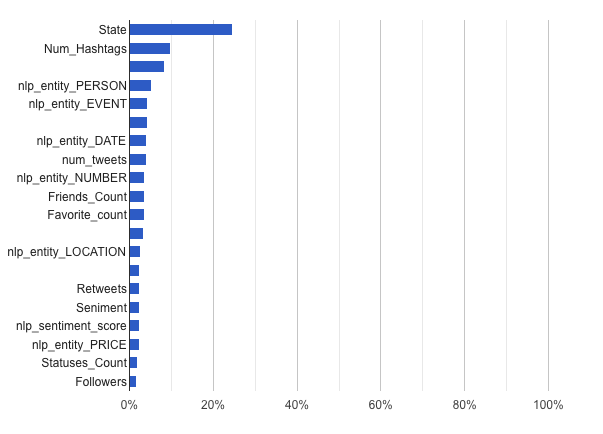 State
Num_Hashtags
nlp_entity_PERSON
nlp_entity_EVENT
nlp_entity_DATE
num_tweets
nlp_entity_NUMBER
Friends_Count
Favorite_count
nlp_entity_LOCATION
Retweets
Seniment
nlp_sentiment_score
nlp_entity_PRICE
Statuses_Count
Followers
0% 20% 40% 60% 80% 100%